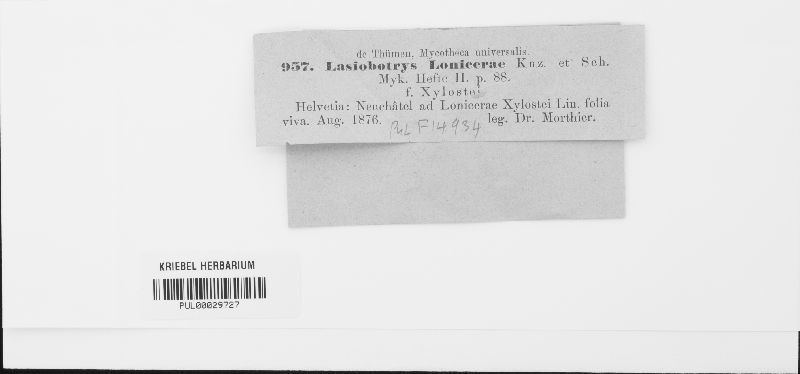 de Thümen, Mycotheca universalis.
957. Lasiobotrys Lonicerae Knz. et Sch.
Myk. Hefte II. p. 88.
f. Xylostei
Helvetia: Neuchâtel ad Lonicerae Xylostei Lin. folia
viva. Aug. 1876. PUL F14934 leg. Dr. Morthier.
KRIEBEL HERBARIUM
PUL00029727